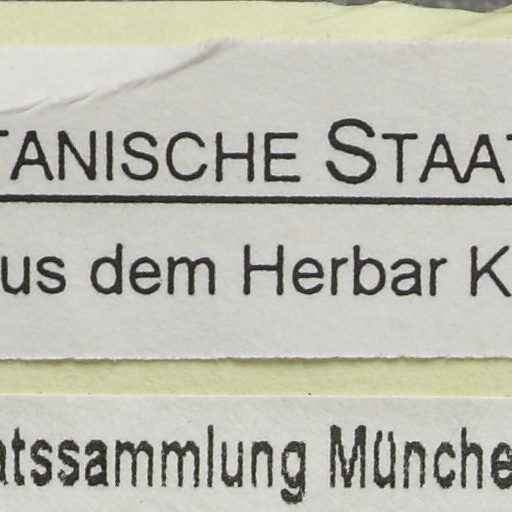 TANISCHE STAAT
us dem Herbar K
atssammlung Münche